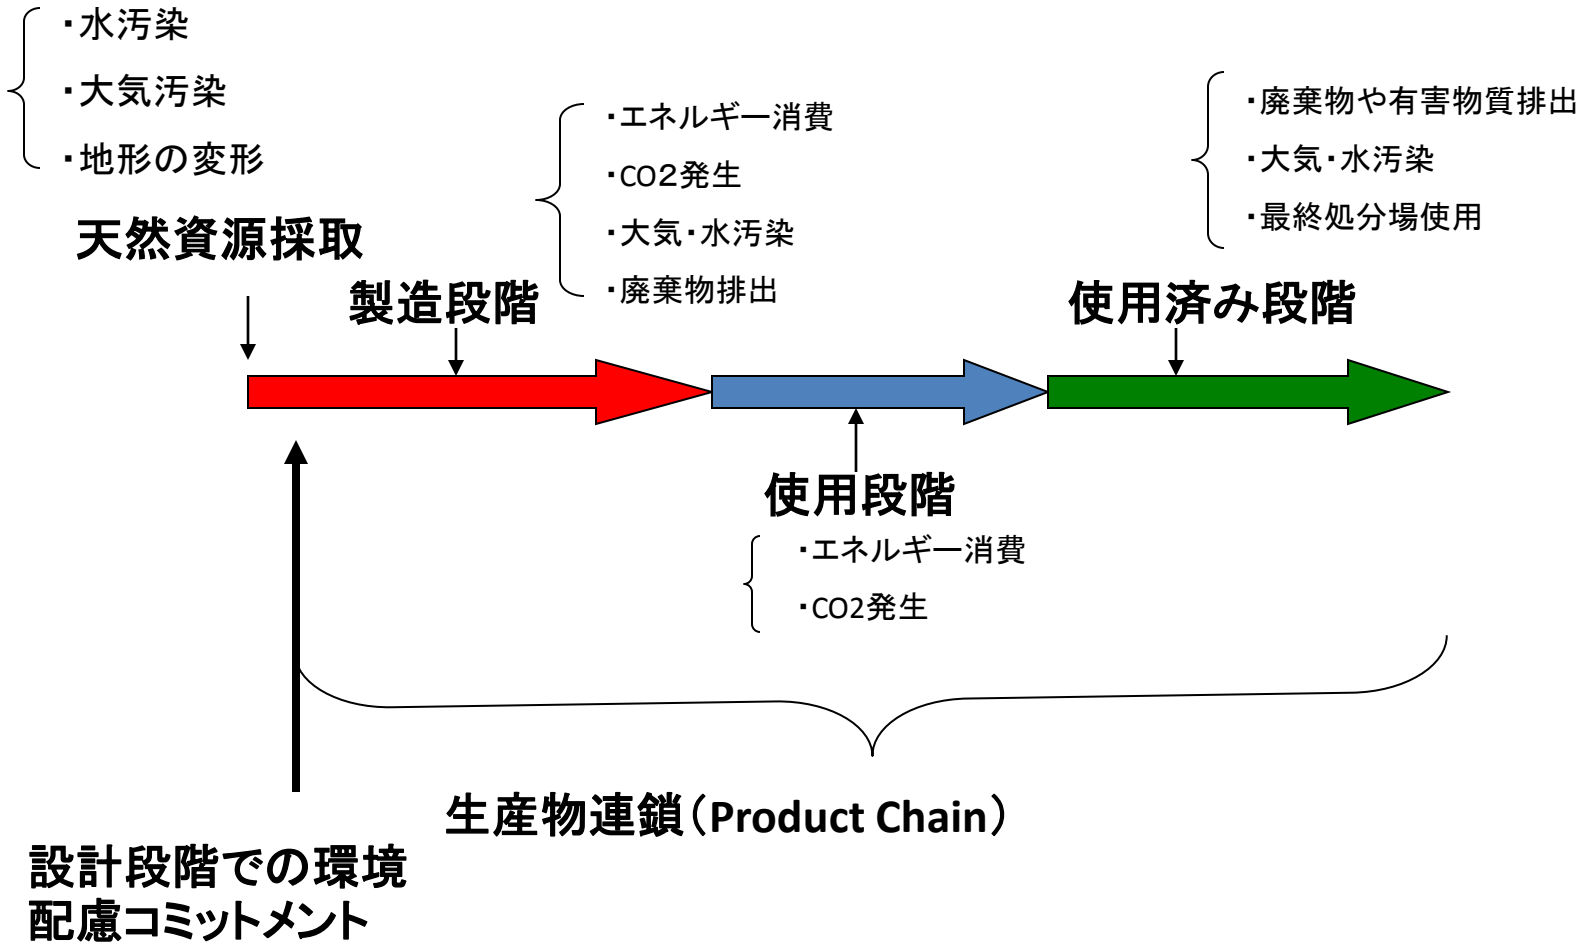 ・水汚染
・大気汚染
・地形の変形
天然資源採取
製造段階
・エネルギー消費
・CO２発生
・大気・水汚染
・廃棄物排出
・廃棄物や有害物質排出
・大気・水汚染
・最終処分場使用
使用済み段階
使用段階
・エネルギー消費
・CO2発生
生産物連鎖（Product Chain）
設計段階での環境
配慮コミットメント